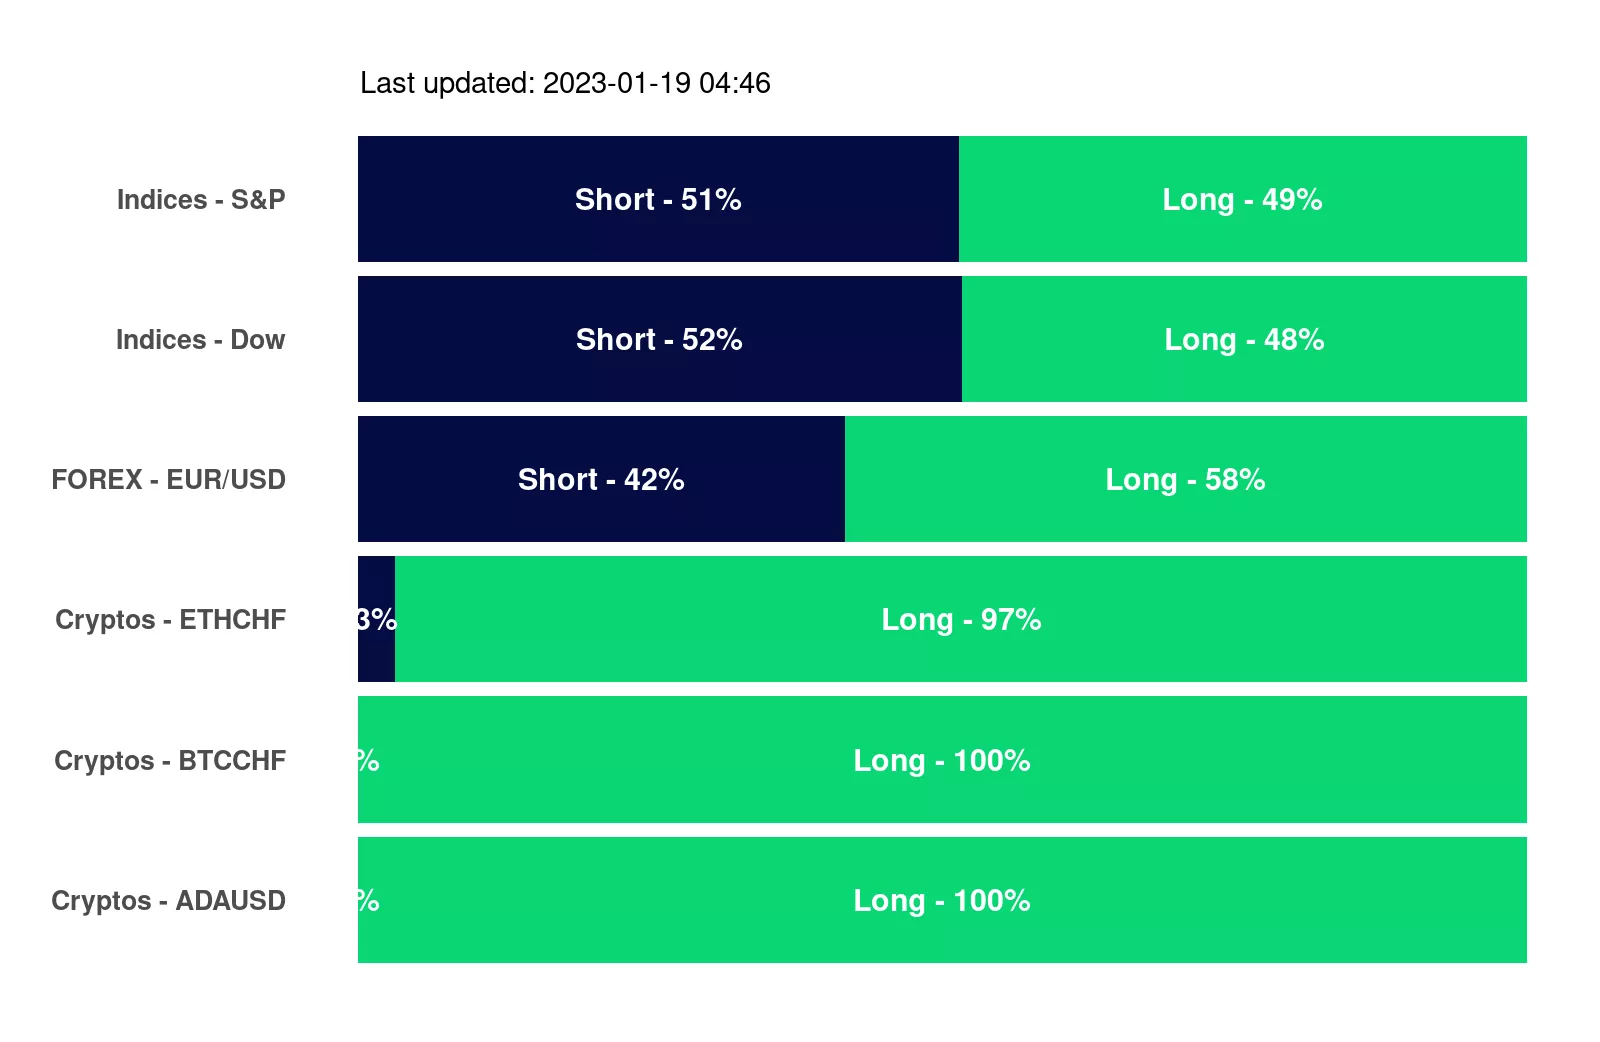 Last updated: 2023-01-19 04:46
Indices - S&P Short - 51% Long - 49%
Indices - Dow Short - 52% Long - 48%
FOREX - EUR/USD Short - 42% Long - 58%
Cryptos - ETHCHF 3% Long - 97%
Cryptos - BTCCHF % Long - 100%
Cryptos - ADAUSD % Long - 100%